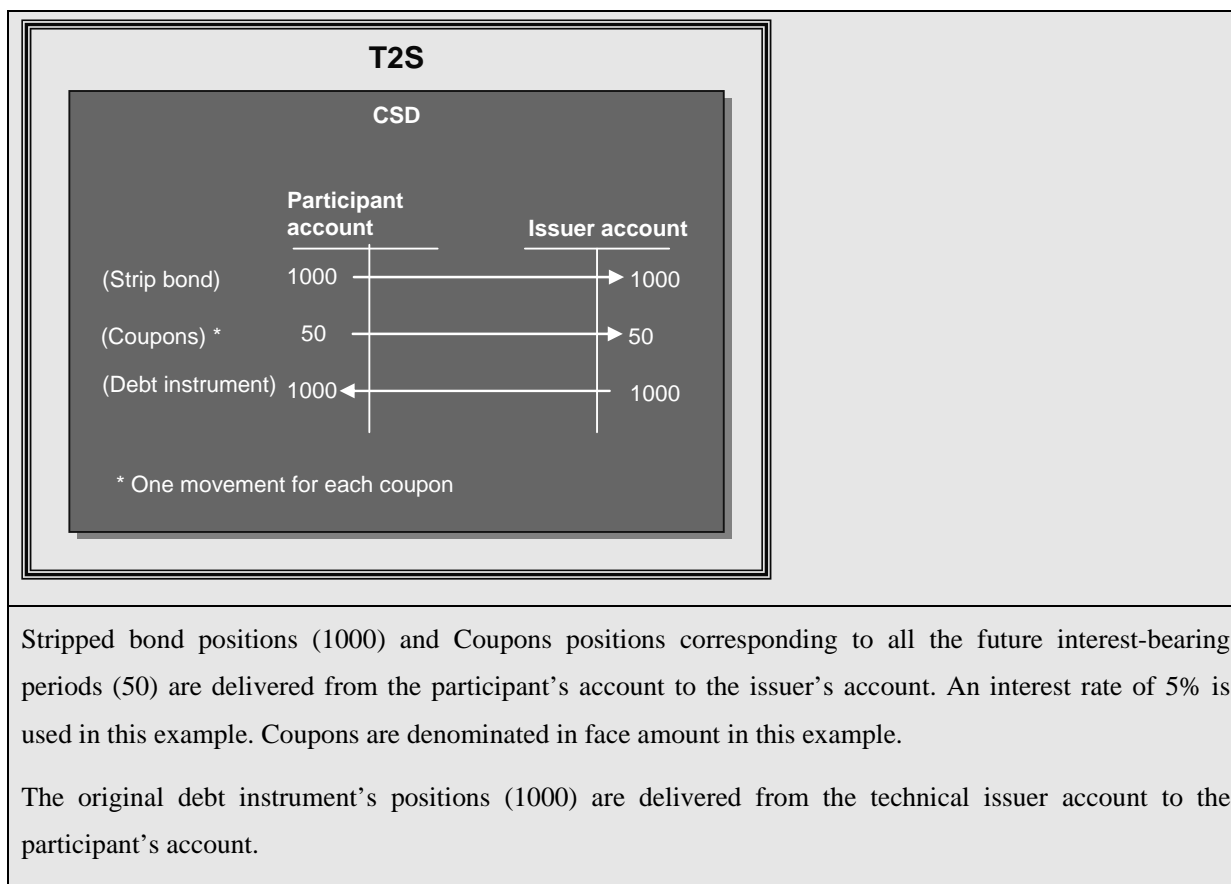 T2S
CSD
Participant
account
Issuer account
(Strip bond) 1000 1000
(Coupons) * 50 50
(Debt instrument) 1000 1000
* One movement for each coupon
Stripped bond positions (1000) and Coupons positions corresponding to all the future interest-bearing
periods (50) are delivered from the participant’s account to the issuer’s account. An interest rate of 5% is
used in this example. Coupons are denominated in face amount in this example.
The original debt instrument’s positions (1000) are delivered from the technical issuer account to the
participant’s account.